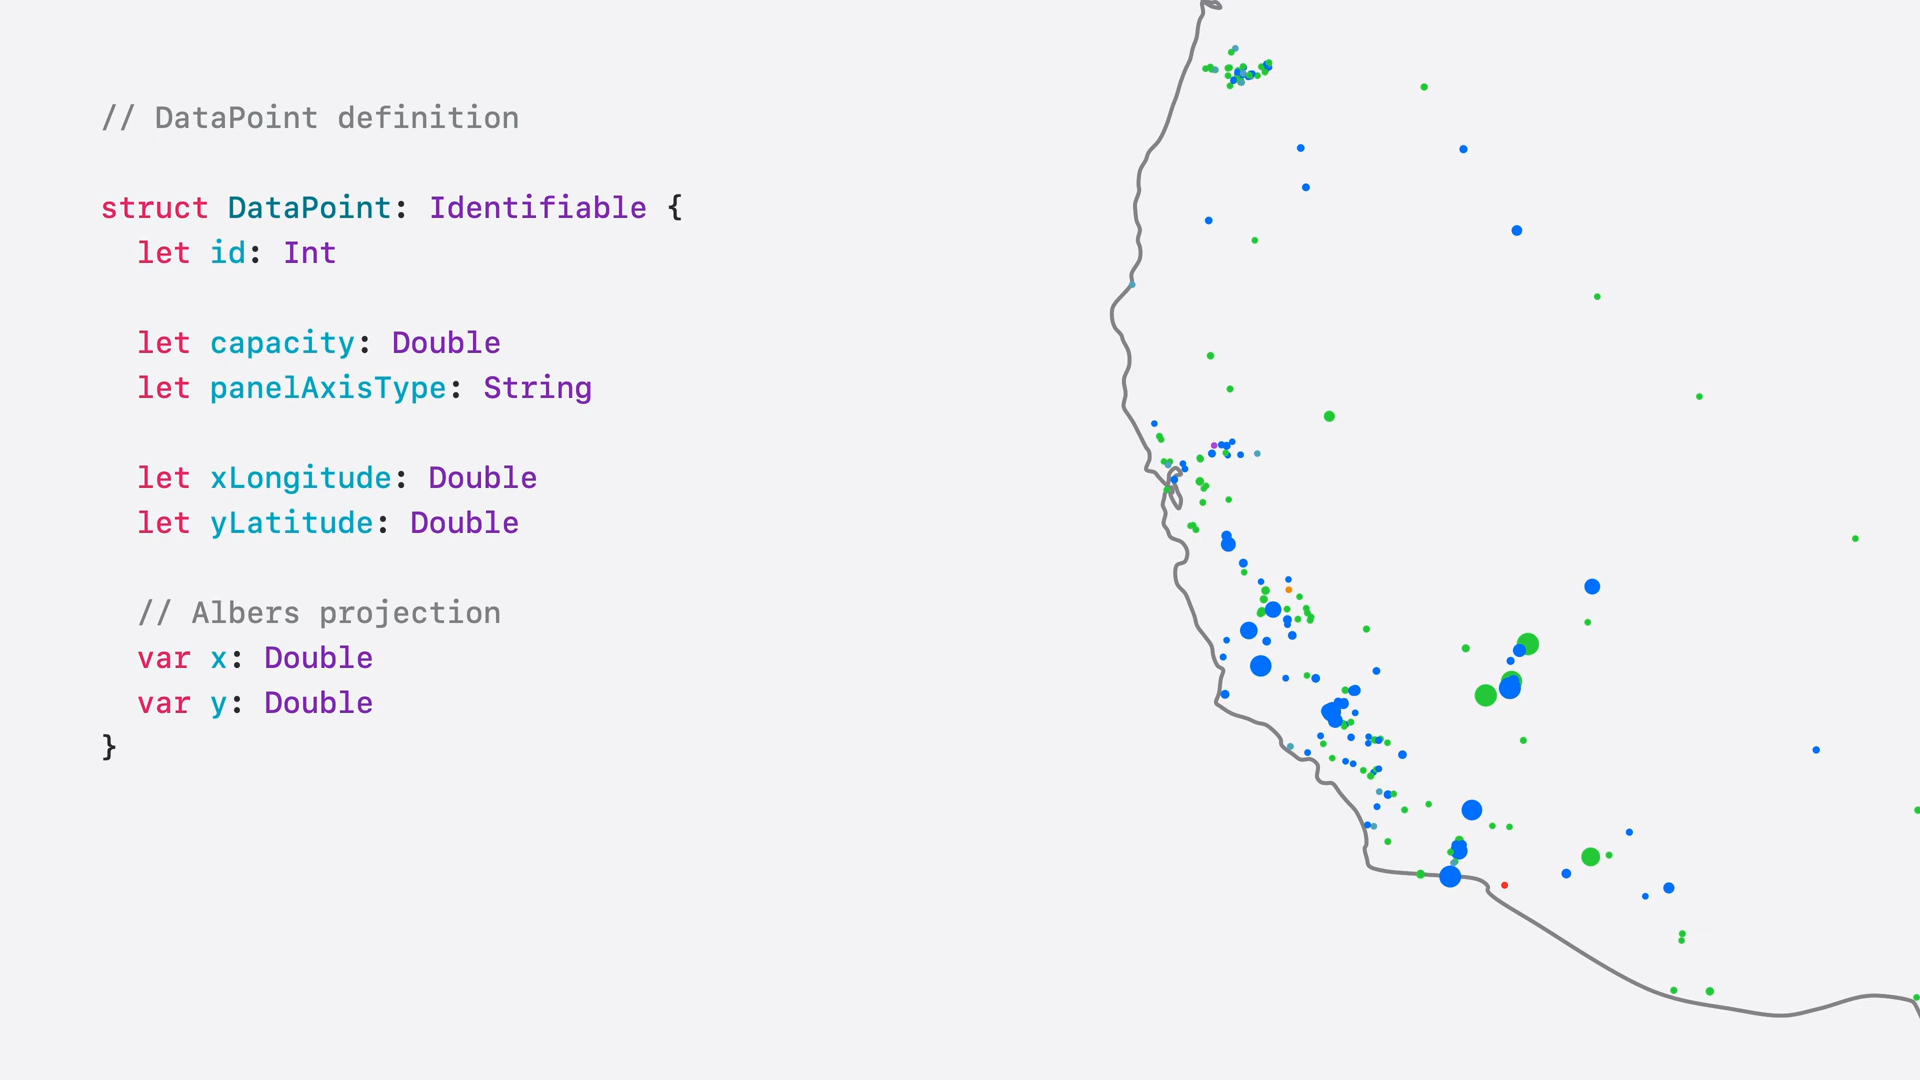 // DataPoint definition
struct DataPoint: Identifiable {
let id: Int
let capacity: Double
let panelAxisType: String
let xLongitude: Double
let yLatitude: Double
// Albers projection
var x: Double
var y: Double
}